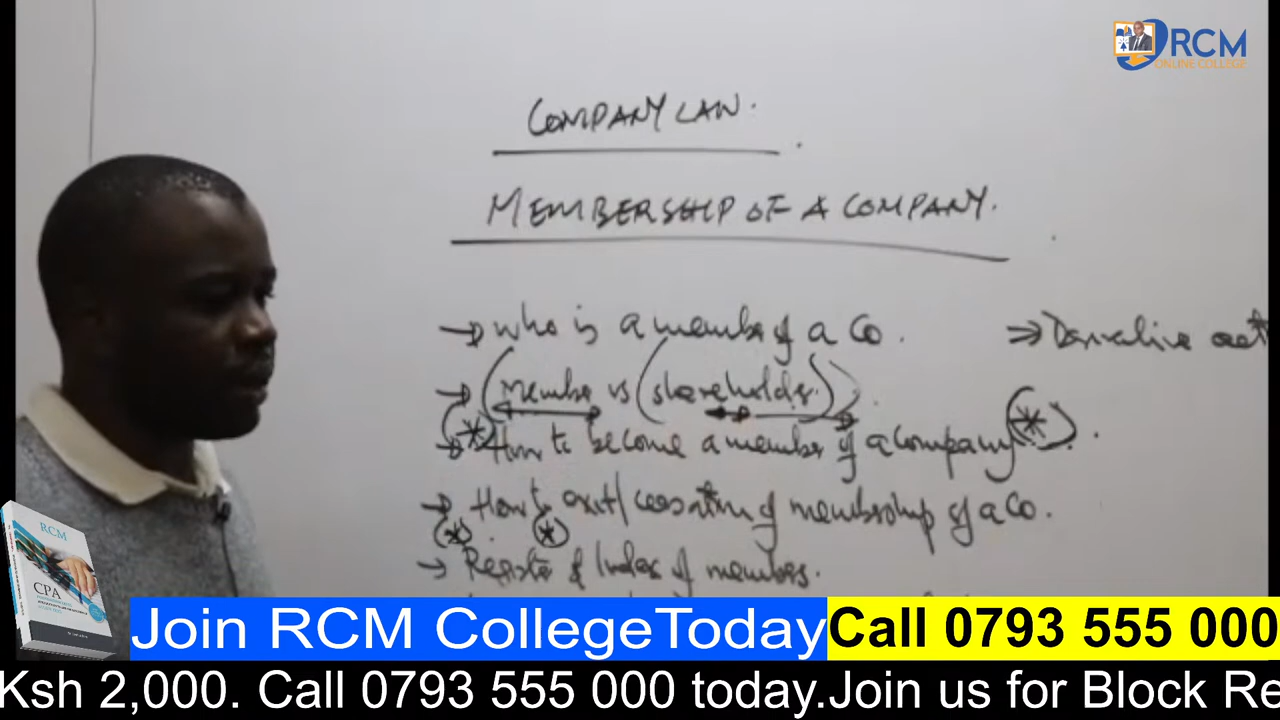 RCM
ONLINE COLLEGE
COMPANY LAW.
MEMBERSHIP OF A COMPANY.
→ Who is a member of a Co.
⇒ Derivative act
→ (Member vs (shareholder))
→ How to become a member of a company
→ How to exit/cessation of membership of a Co.
→ Register & Index of members.
RCM
CPA
Join RCM CollegeToday
Call 0793 555 000
Ksh 2,000. Call 0793 555 000 today.Join us for Block Re